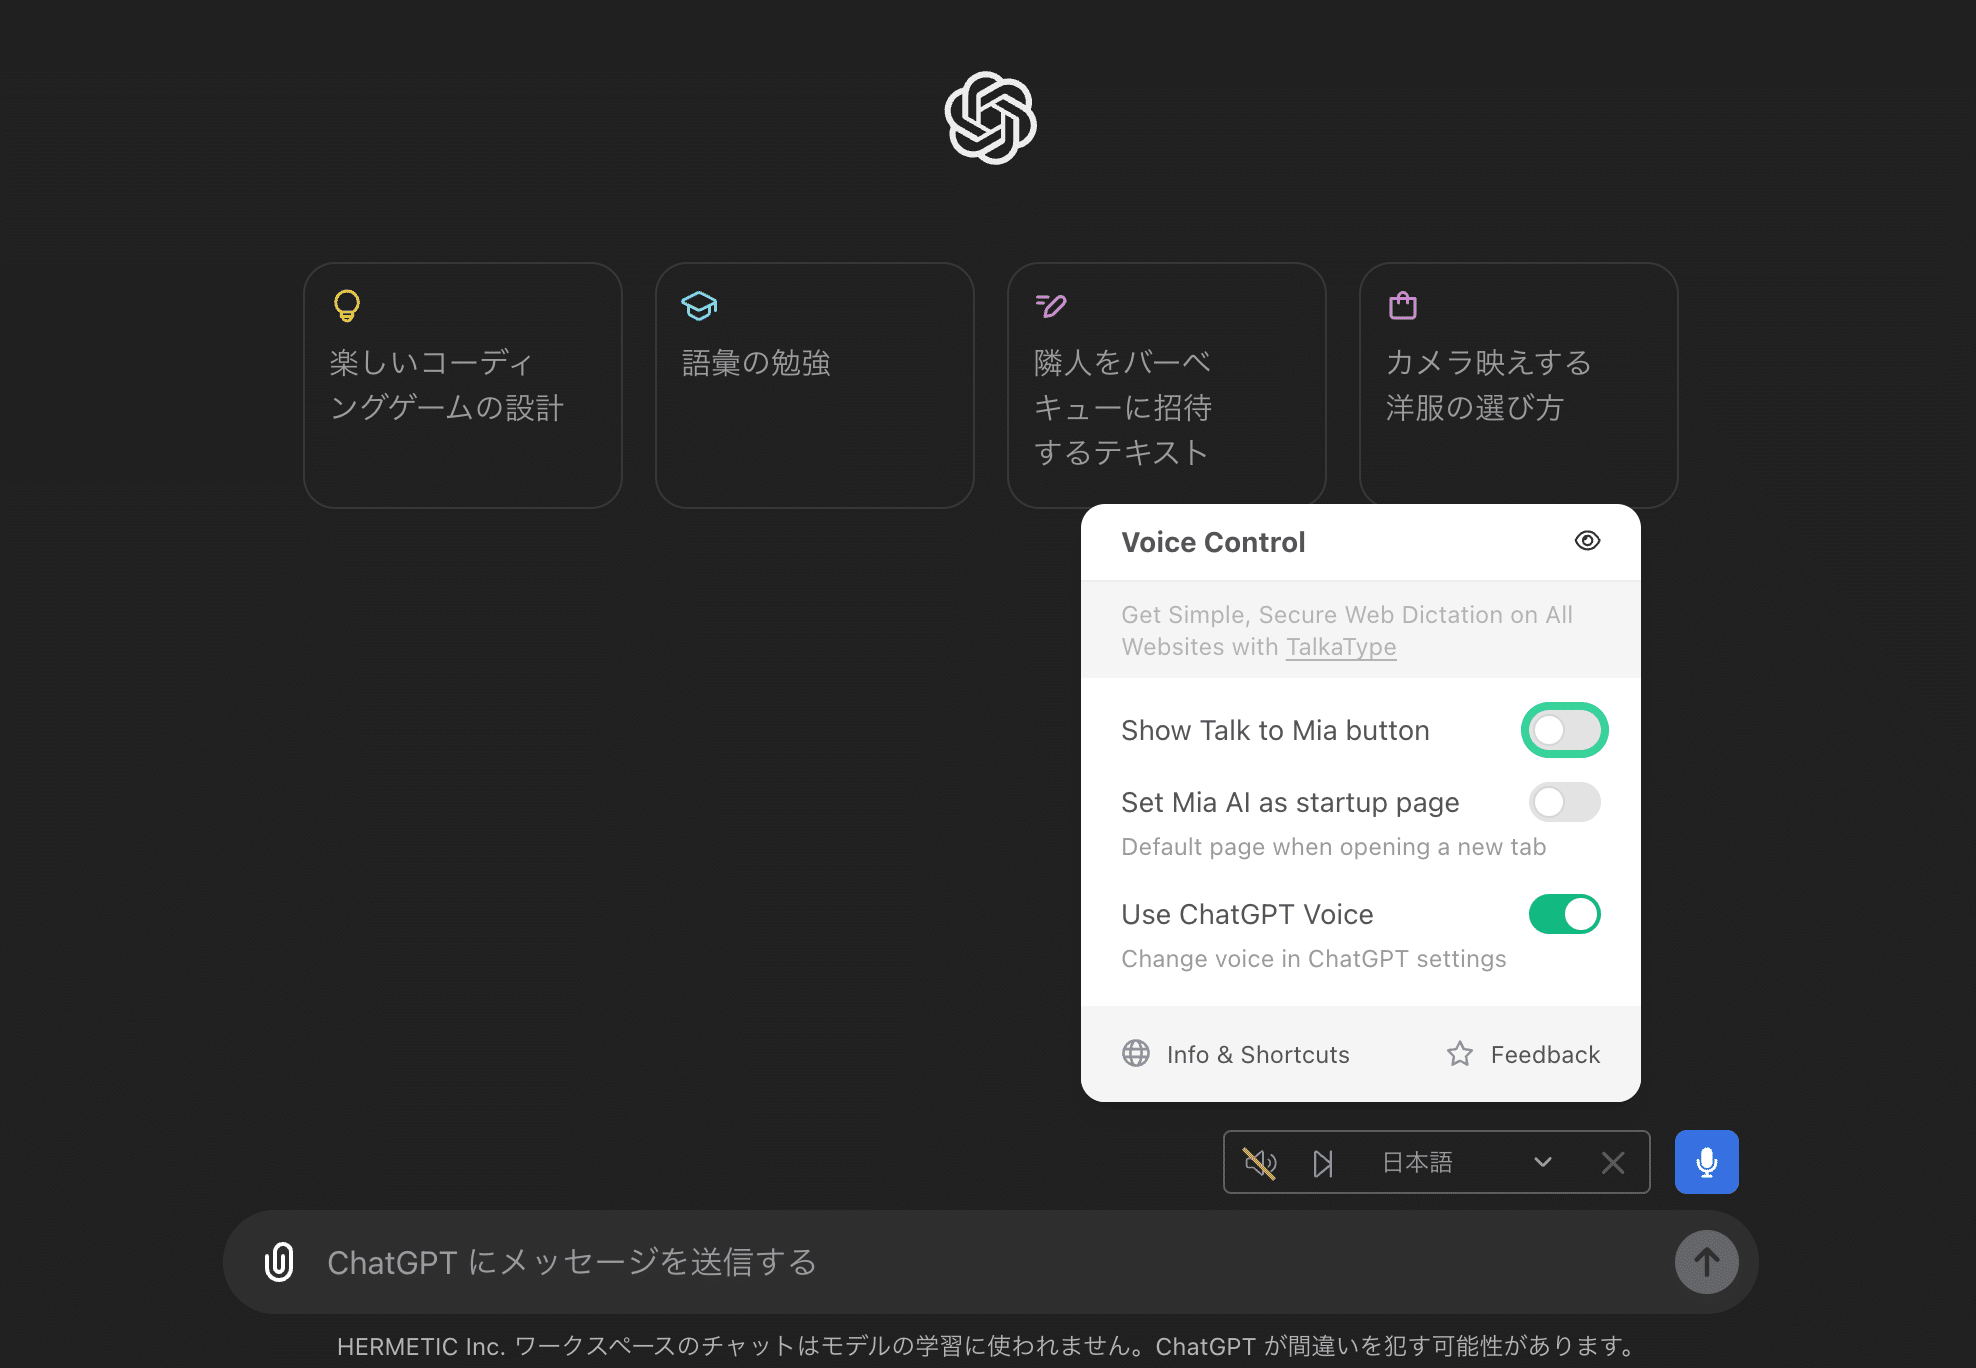 楽しいコーディ
ングゲームの設計
語彙の勉強
隣人をバーベ
キューに招待
するテキスト
カメラ映えする
洋服の選び方
Voice Control
Get Simple, Secure Web Dictation on All
Websites with TalkaType
Show Talk to Mia button
Set Mia AI as startup page
Default page when opening a new tab
Use ChatGPT Voice
Change voice in ChatGPT settings
Info & Shortcuts
Feedback
日本語
ChatGPT にメッセージを送信する
HERMETIC Inc. ワークスペースのチャットはモデルの学習に使われません。ChatGPT が間違いを犯す可能性があります。